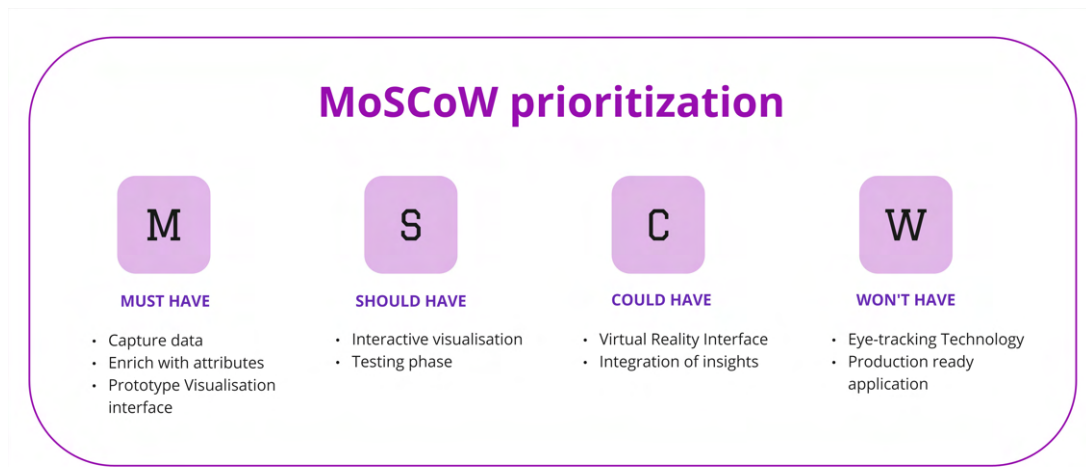 MoSCoW prioritization
M
MUST HAVE
• Capture data
• Enrich with attributes
• Prototype Visualisation
interface
S
SHOULD HAVE
• Interactive visualisation
• Testing phase
C
COULD HAVE
• Virtual Reality Interface
• Integration of insights
W
WON'T HAVE
• Eye-tracking Technology
• Production ready
application